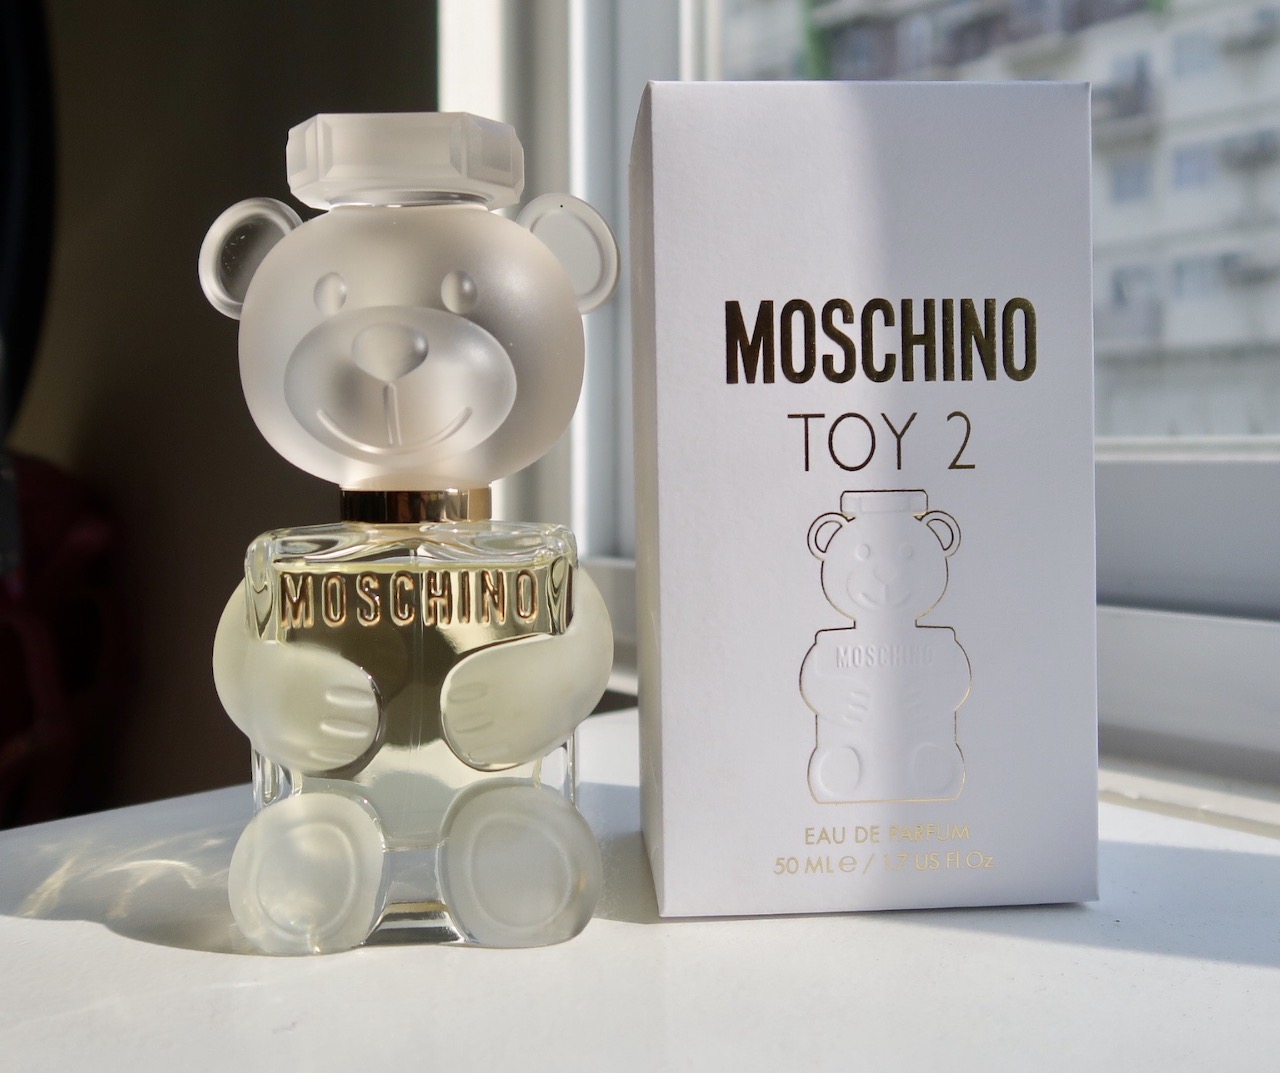 MOSCHINO
MOSCHINO
TOY 2
MOSCHINO
EAU DE PARFUM
50 ML ℮ / 1.7 US Fl Oz.